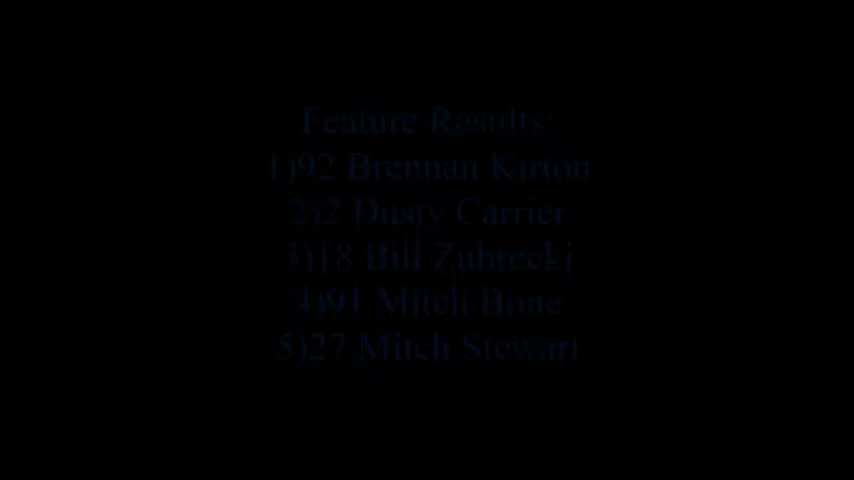 Feature Results:
1)92 Brennan Kirton
2)2 Dusty Carrier
3)18 Bill Zubrecki
4)91 Mitch Bone
5)27 Mitch Stewart